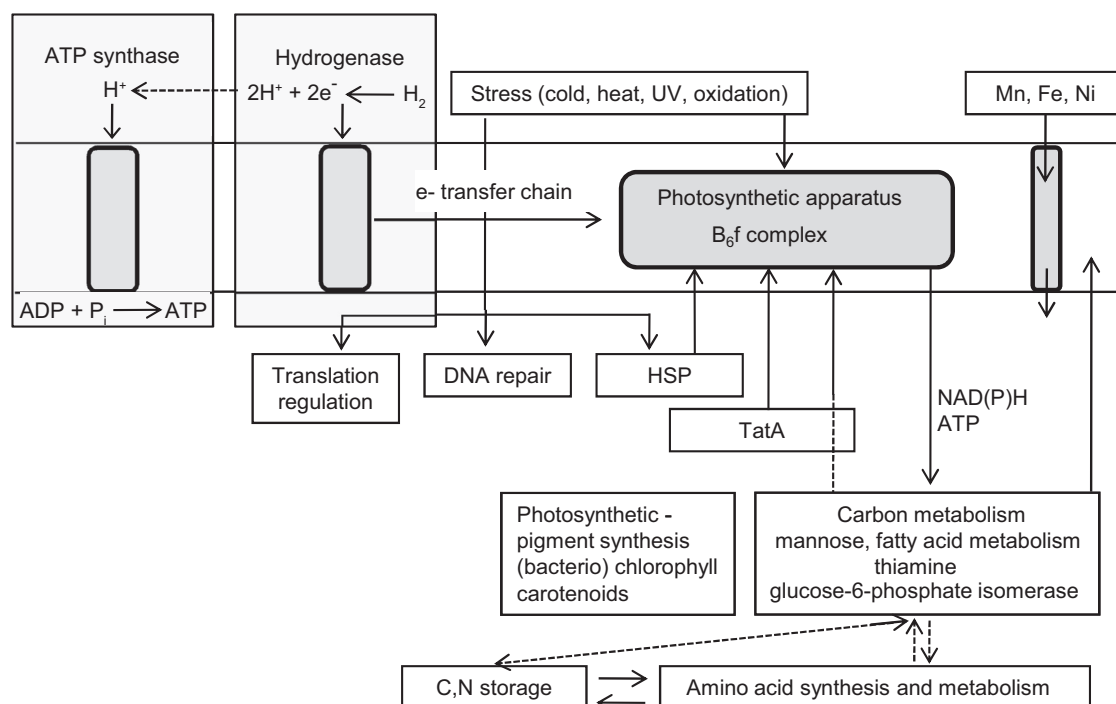 ATP synthase
H⁺
Hydrogenase
2H⁺ + 2e⁻
H₂
Stress (cold, heat, UV, oxidation)
Mn, Fe, Ni
e- transfer chain
Photosynthetic apparatus
B₆f complex
ADP + Pᵢ
ATP
Translation
regulation
DNA repair
HSP
TatA
NAD(P)H
ATP
Photosynthetic -
pigment synthesis
(bacterio) chlorophyll
carotenoids
Carbon metabolism
mannose, fatty acid metabolism
thiamine
glucose-6-phosphate isomerase
C,N storage
Amino acid synthesis and metabolism